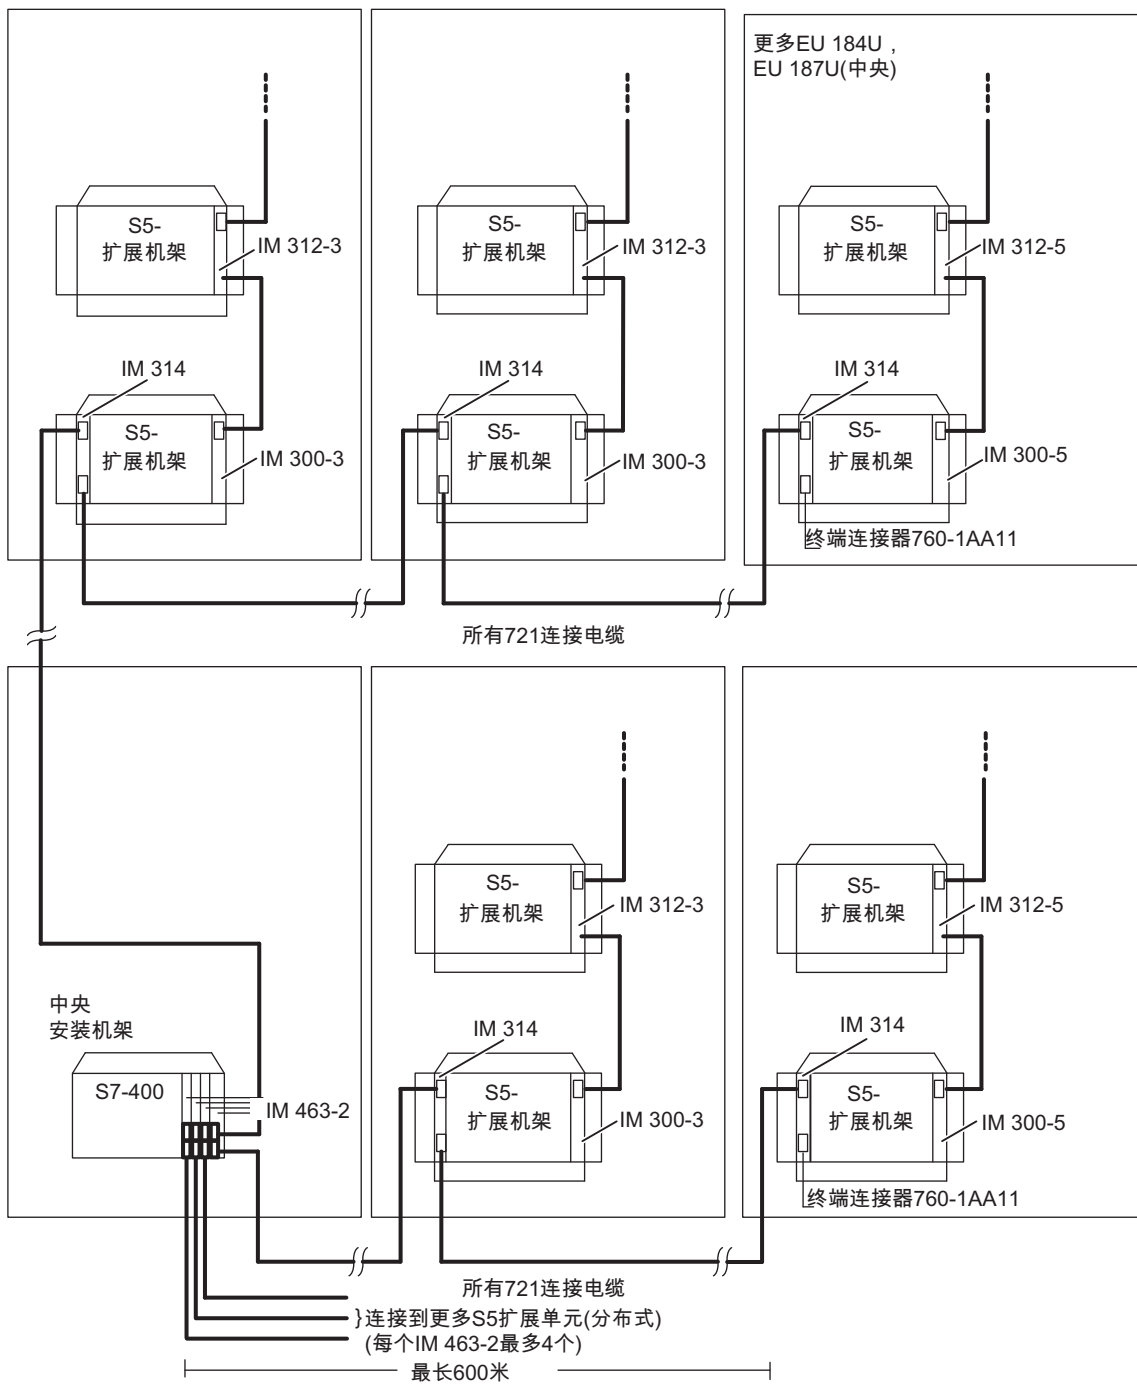 更多EU 184U，
EU 187U(中央)
S5-
扩展机架
IM 312-3
S5-
扩展机架
IM 312-3
S5-
扩展机架
IM 312-5
IM 314
S5-
扩展机架
IM 300-3
IM 314
S5-
扩展机架
IM 300-3
IM 314
S5-
扩展机架
IM 300-5
终端连接器760-1AA11
所有721连接电缆
S5-
扩展机架
IM 312-3
S5-
扩展机架
IM 312-5
中央
安装机架
S7-400
IM 463-2
IM 314
S5-
扩展机架
IM 300-3
IM 314
S5-
扩展机架
IM 300-5
终端连接器760-1AA11
所有721连接电缆
}连接到更多S5扩展单元(分布式)
(每个IM 463-2最多4个)
最长600米